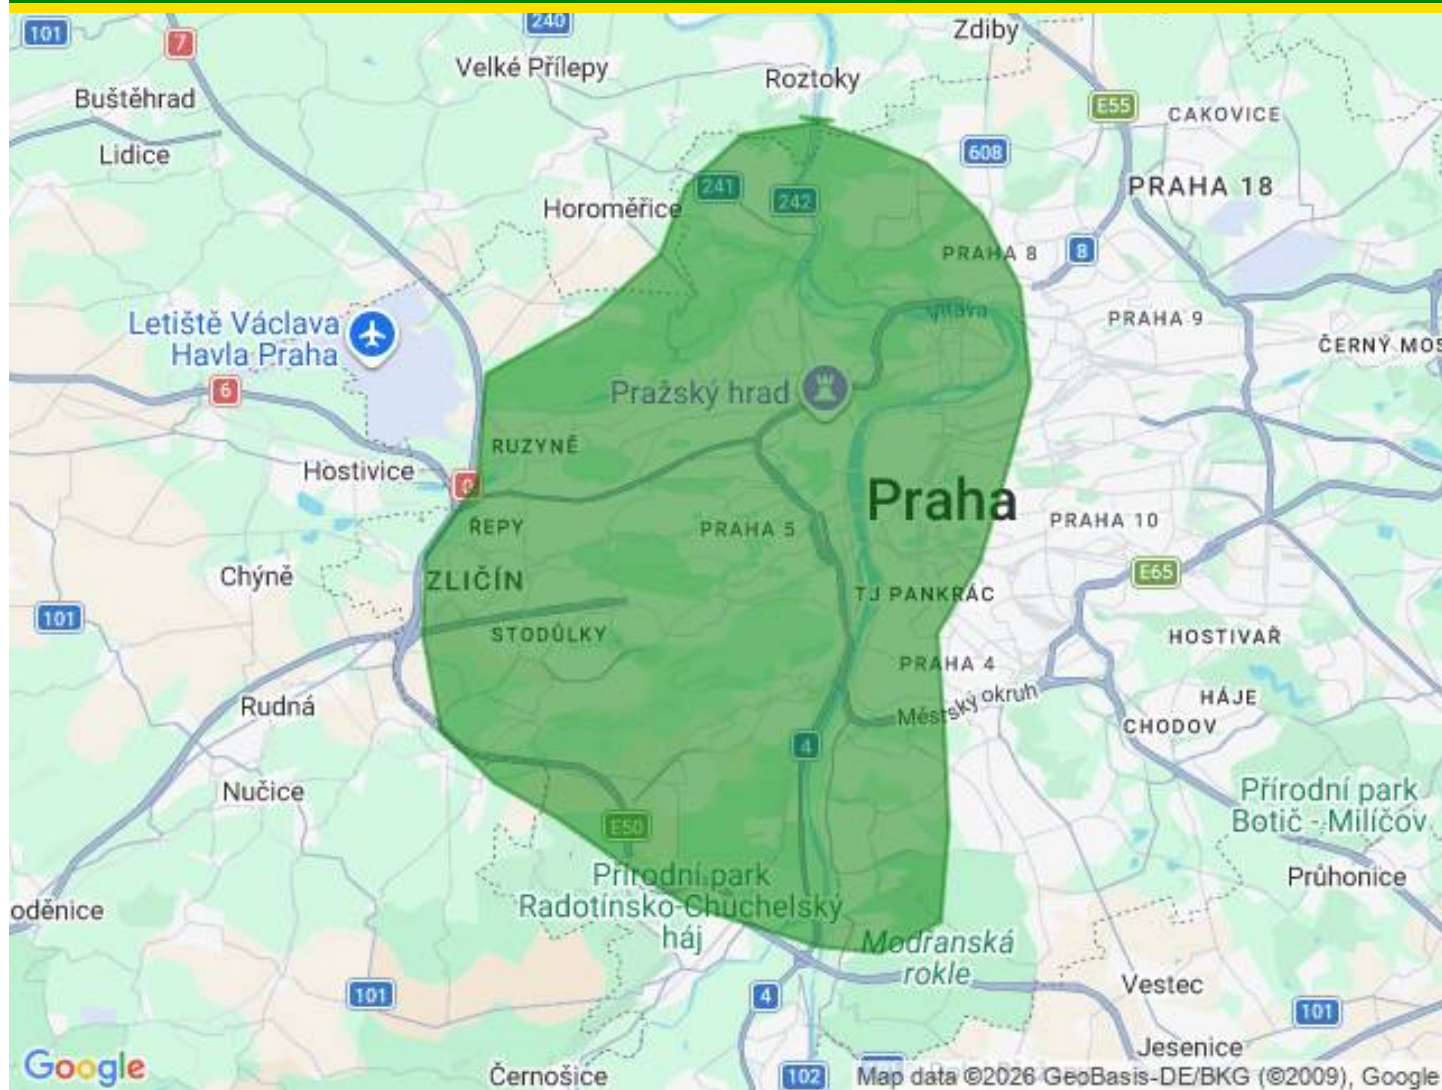 101
7
240
Zdiby
Velké Přílepy
Roztoky
Buštěhrad
E55
CAKOVICE
Lidice
608
241
242
PRAHA 18
Horoměřice
PRAHA 8
8
Letiště Václava
Havla Praha
Vltava
PRAHA 9
ČERNÝ MOS
6
Pražský hrad
RUZYNĚ
Hostivice
0
Praha
ŘEPY
PRAHA 5
PRAHA 10
Chýně
ZLIČÍN
E65
TJ PANKRÁC
101
STODŮLKY
HOSTIVAŘ
PRAHA 4
Rudná
Městský okruh
HÁJE
CHODOV
4
Nučice
Přírodní park
Botič - Milíčov
E50
Přírodní park
Radotínsko-Chuchelský
háj
Průhonice
oděnice
Modřanská
rokle
101
4
Vestec
101
Jesenice
Google
Černošice
102
Map data ©2026 GeoBasis-DE/BKG (©2009), Google